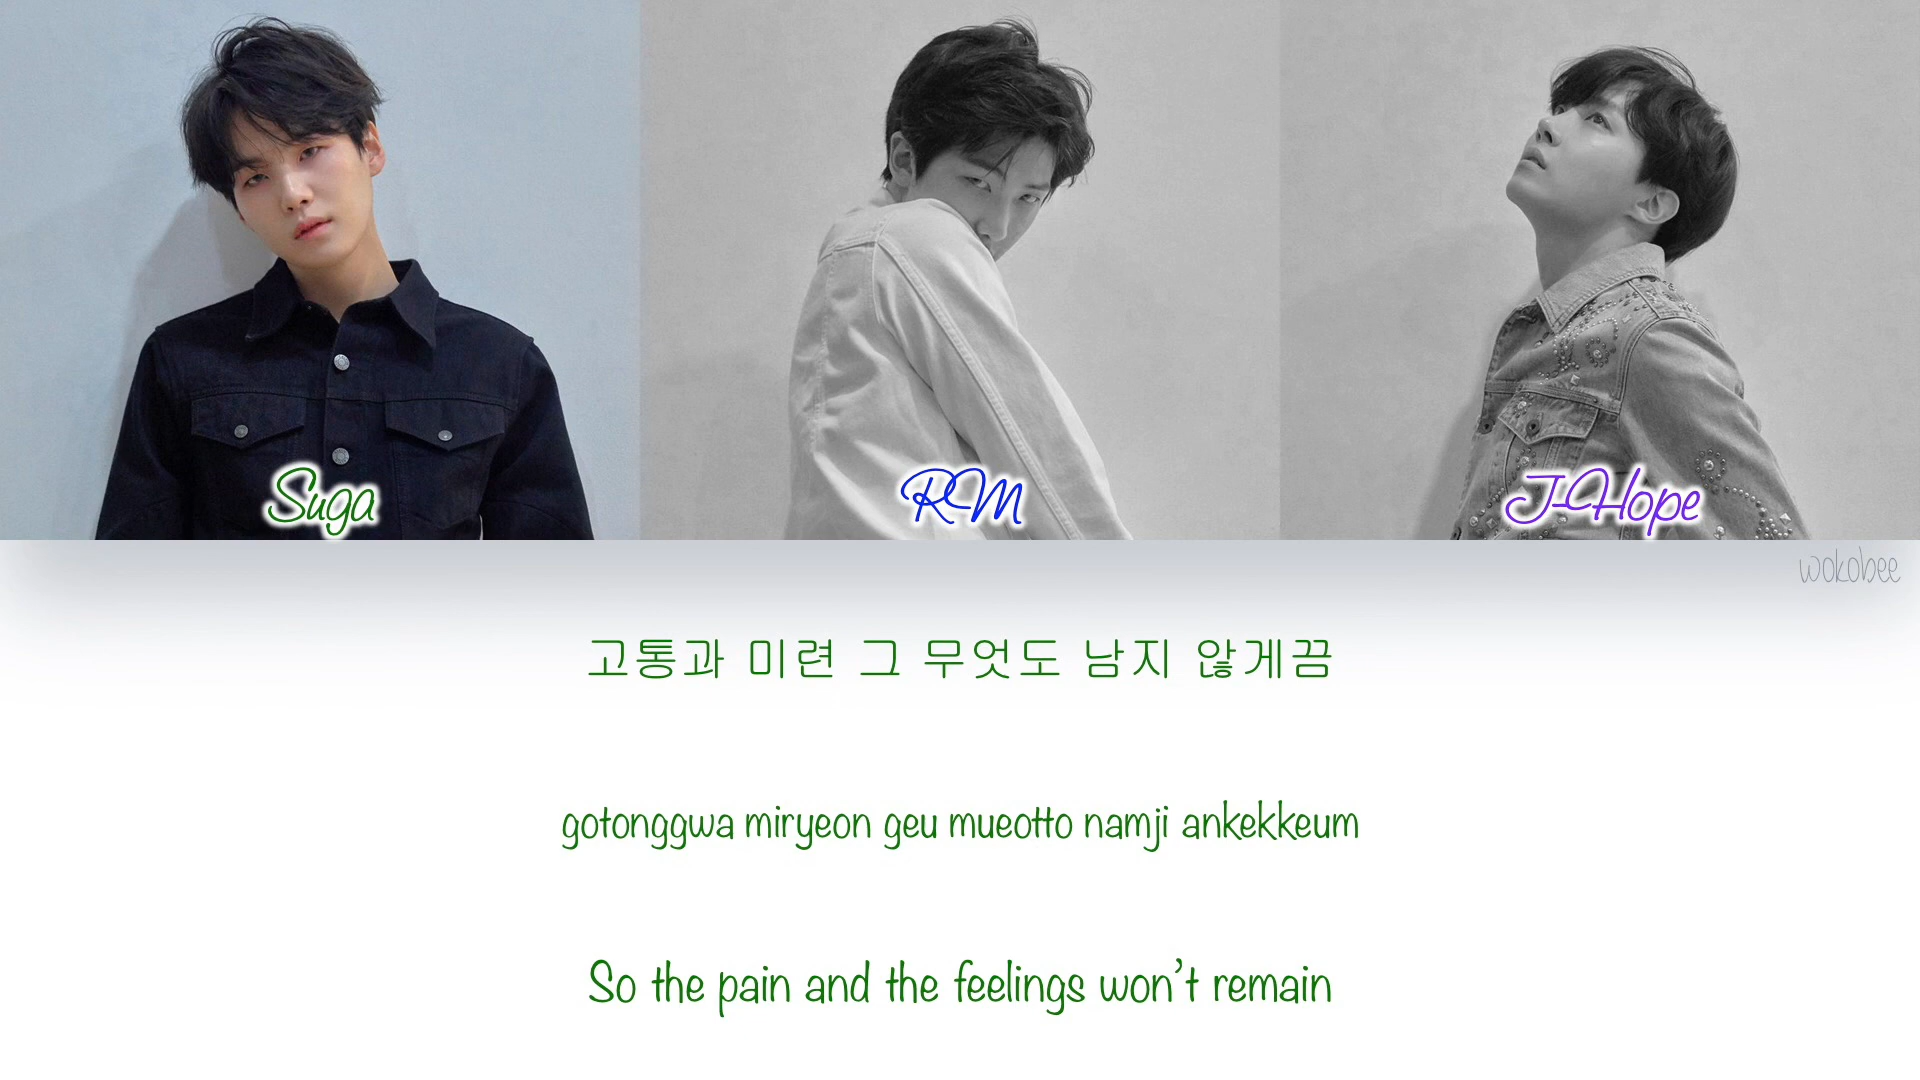 Suga
RM
J-Hope
wokobee
고통과 미련 그 무엇도 남지 않게끔
gotonggwa miryeon geu mueotto namji ankekkeum
So the pain and the feelings won't remain